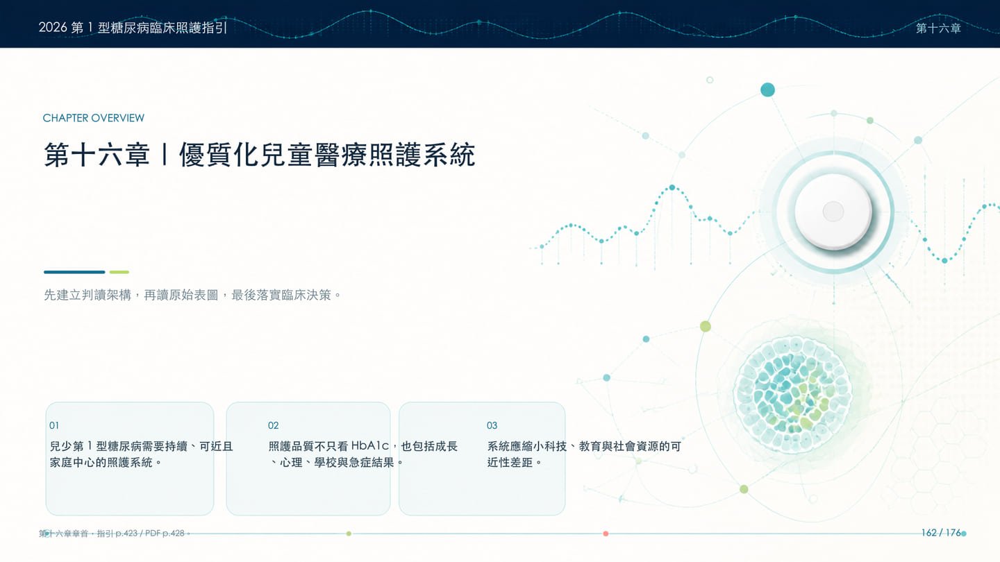 2026 第 1 型糖尿病臨床照護指引
第十六章
CHAPTER OVERVIEW
第十六章｜優質化兒童醫療照護系統
先建立判讀架構，再讀原始表圖，最後落實臨床決策。
01
兒少第 1 型糖尿病需要持續、可近且
家庭中心的照護系統。
02
照護品質不只看 HbA1c，也包括成長
、心理、學校與急症結果。
03
系統應縮小科技、教育與社會資源的可
近性差距。
第十六章章首，指引 p.423 / PDF p.428。
162 / 176